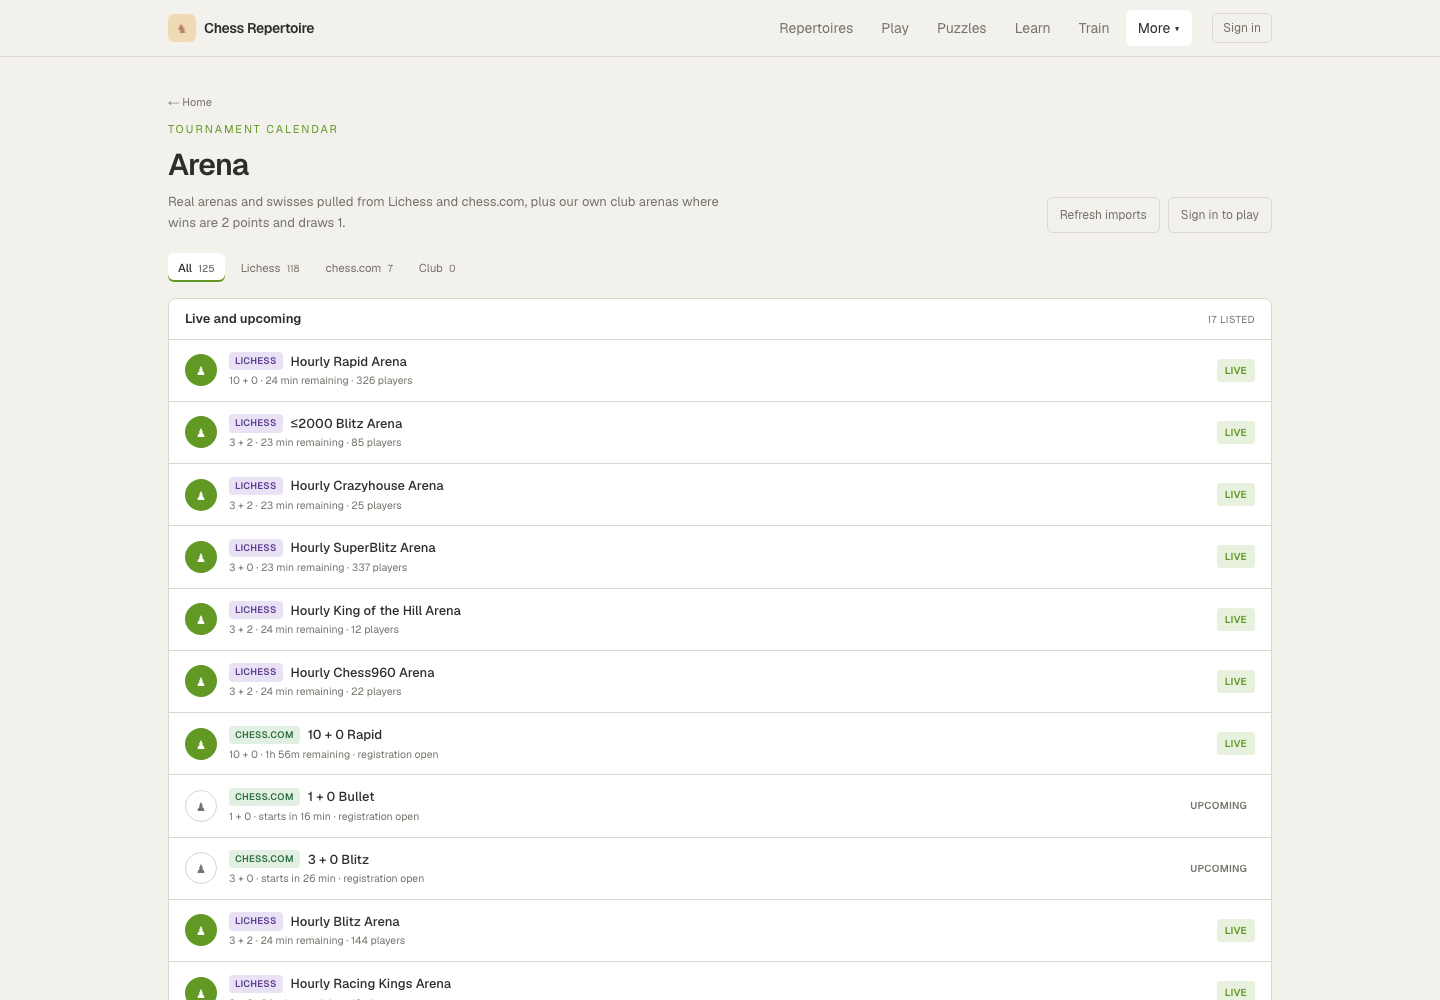 Chess Repertoire
Repertoires
Play
Puzzles
Learn
Train
More ▾
Sign in
← Home
TOURNAMENT CALENDAR
Arena
Real arenas and swisses pulled from Lichess and chess.com, plus our own club arenas where
wins are 2 points and draws 1.
Refresh imports
Sign in to play
All 125
Lichess 118
chess.com 7
Club 0
Live and upcoming
17 LISTED
LICHESS Hourly Rapid Arena
10 + 0 · 24 min remaining · 326 players
LIVE
LICHESS ≤2000 Blitz Arena
3 + 2 · 23 min remaining · 85 players
LIVE
LICHESS Hourly Crazyhouse Arena
3 + 2 · 23 min remaining · 25 players
LIVE
LICHESS Hourly SuperBlitz Arena
3 + 0 · 23 min remaining · 337 players
LIVE
LICHESS Hourly King of the Hill Arena
3 + 2 · 24 min remaining · 12 players
LIVE
LICHESS Hourly Chess960 Arena
3 + 2 · 24 min remaining · 22 players
LIVE
CHESS.COM 10 + 0 Rapid
10 + 0 · 1h 56m remaining · registration open
LIVE
CHESS.COM 1 + 0 Bullet
1 + 0 · starts in 16 min · registration open
UPCOMING
CHESS.COM 3 + 0 Blitz
3 + 0 · starts in 26 min · registration open
UPCOMING
LICHESS Hourly Blitz Arena
3 + 2 · 24 min remaining · 144 players
LIVE
LICHESS Hourly Racing Kings Arena
LIVE